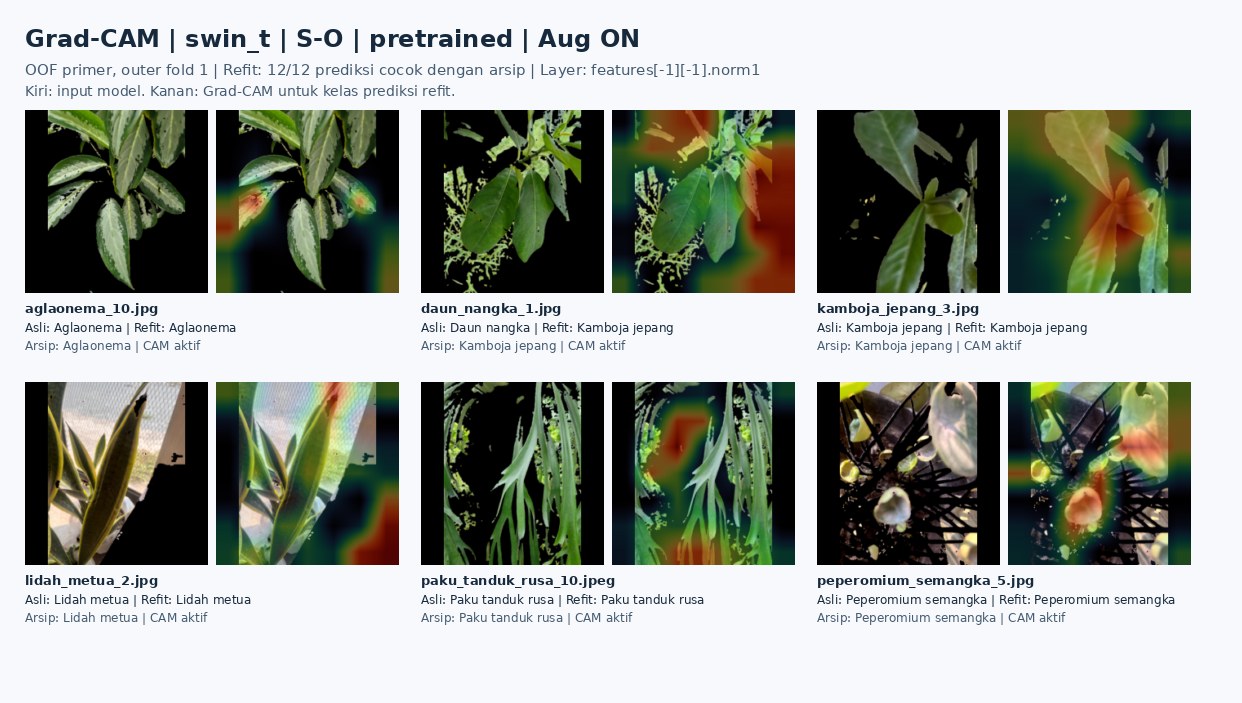 Grad-CAM | swin_t | S-O | pretrained | Aug ON
OOF primer, outer fold 1 | Refit: 12/12 prediksi cocok dengan arsip | Layer: features[-1][-1].norm1
Kiri: input model. Kanan: Grad-CAM untuk kelas prediksi refit.
aglaonema_10.jpg
Asli: Aglaonema | Refit: Aglaonema
Arsip: Aglaonema | CAM aktif
daun_nangka_1.jpg
Asli: Daun nangka | Refit: Kamboja jepang
Arsip: Kamboja jepang | CAM aktif
kamboja_jepang_3.jpg
Asli: Kamboja jepang | Refit: Kamboja jepang
Arsip: Kamboja jepang | CAM aktif
lidah_metua_2.jpg
Asli: Lidah metua | Refit: Lidah metua
Arsip: Lidah metua | CAM aktif
paku_tanduk_rusa_10.jpeg
Asli: Paku tanduk rusa | Refit: Paku tanduk rusa
Arsip: Paku tanduk rusa | CAM aktif
peperomium_semangka_5.jpg
Asli: Peperomium semangka | Refit: Peperomium semangka
Arsip: Peperomium semangka | CAM aktif